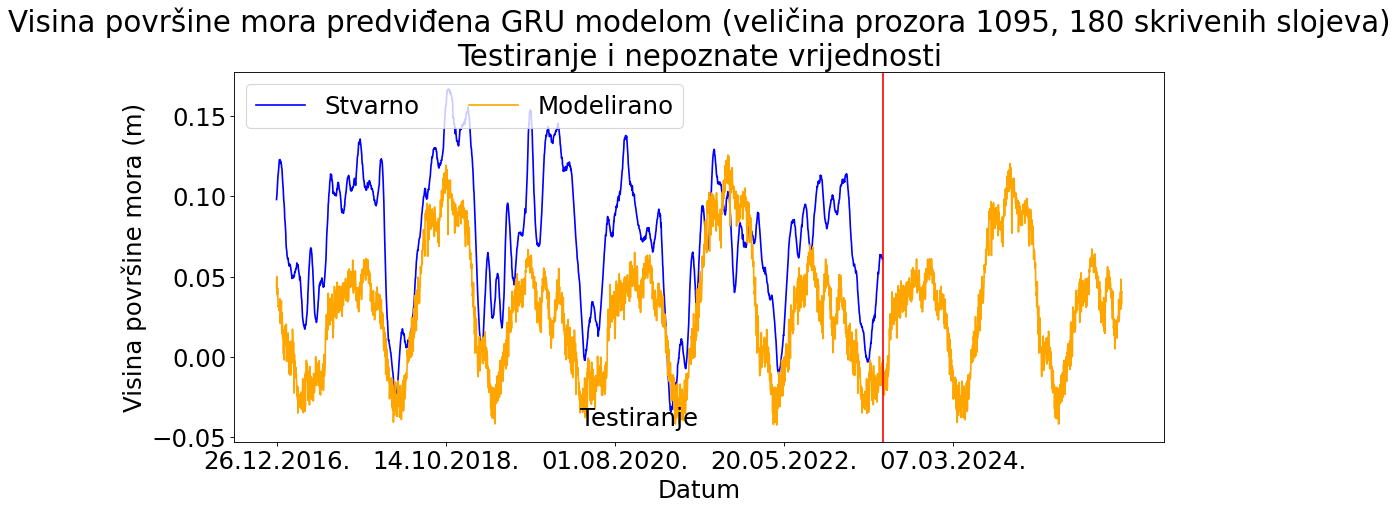 Visina površine mora predviđena GRU modelom (veličina prozora 1095, 180 skrivenih slojeva)
Testiranje i nepoznate vrijednosti
Stvarno Modelirano
Visina površine mora (m)
0.15
0.10
0.05
0.00
−0.05
Testiranje
26.12.2016. 14.10.2018. 01.08.2020. 20.05.2022. 07.03.2024.
Datum